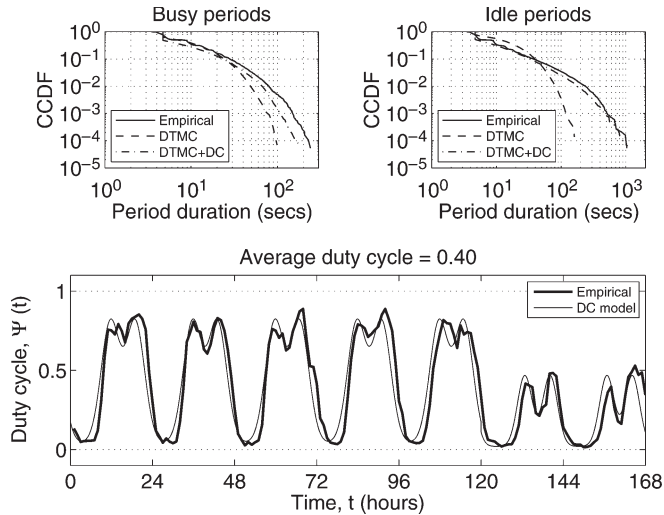 Busy periods
CCDF
10^0
10^-1
10^-2
10^-3
10^-4
10^-5
Empirical
DTMC
DTMC+DC
10^0 10^1 10^2
Period duration (secs)
Idle periods
CCDF
10^0
10^-1
10^-2
10^-3
10^-4
10^-5
Empirical
DTMC
DTMC+DC
10^0 10^1 10^2 10^3
Period duration (secs)
Average duty cycle = 0.40
Duty cycle, Ψ (t)
1
0.5
0
Empirical
DC model
0 24 48 72 96 120 144 168
Time, t (hours)